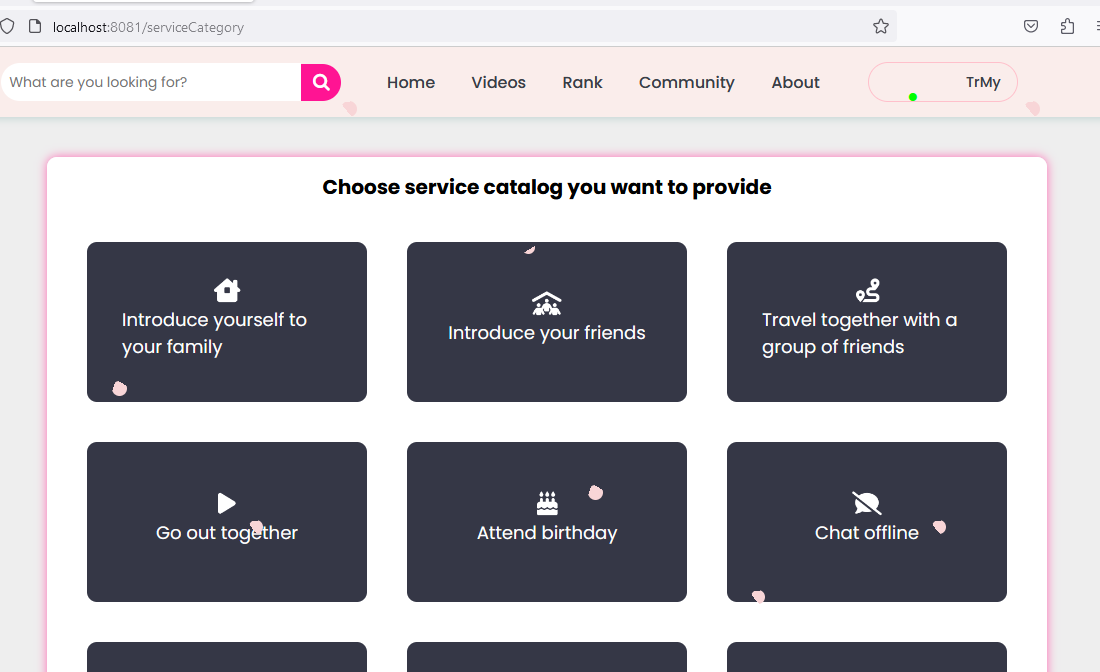 localhost:8081/serviceCategory
What are you looking for?
Home Videos Rank Community About TrMy
Choose service catalog you want to provide
Introduce yourself to
your family
Introduce your friends
Travel together with a
group of friends
Go out together
Attend birthday
Chat offline